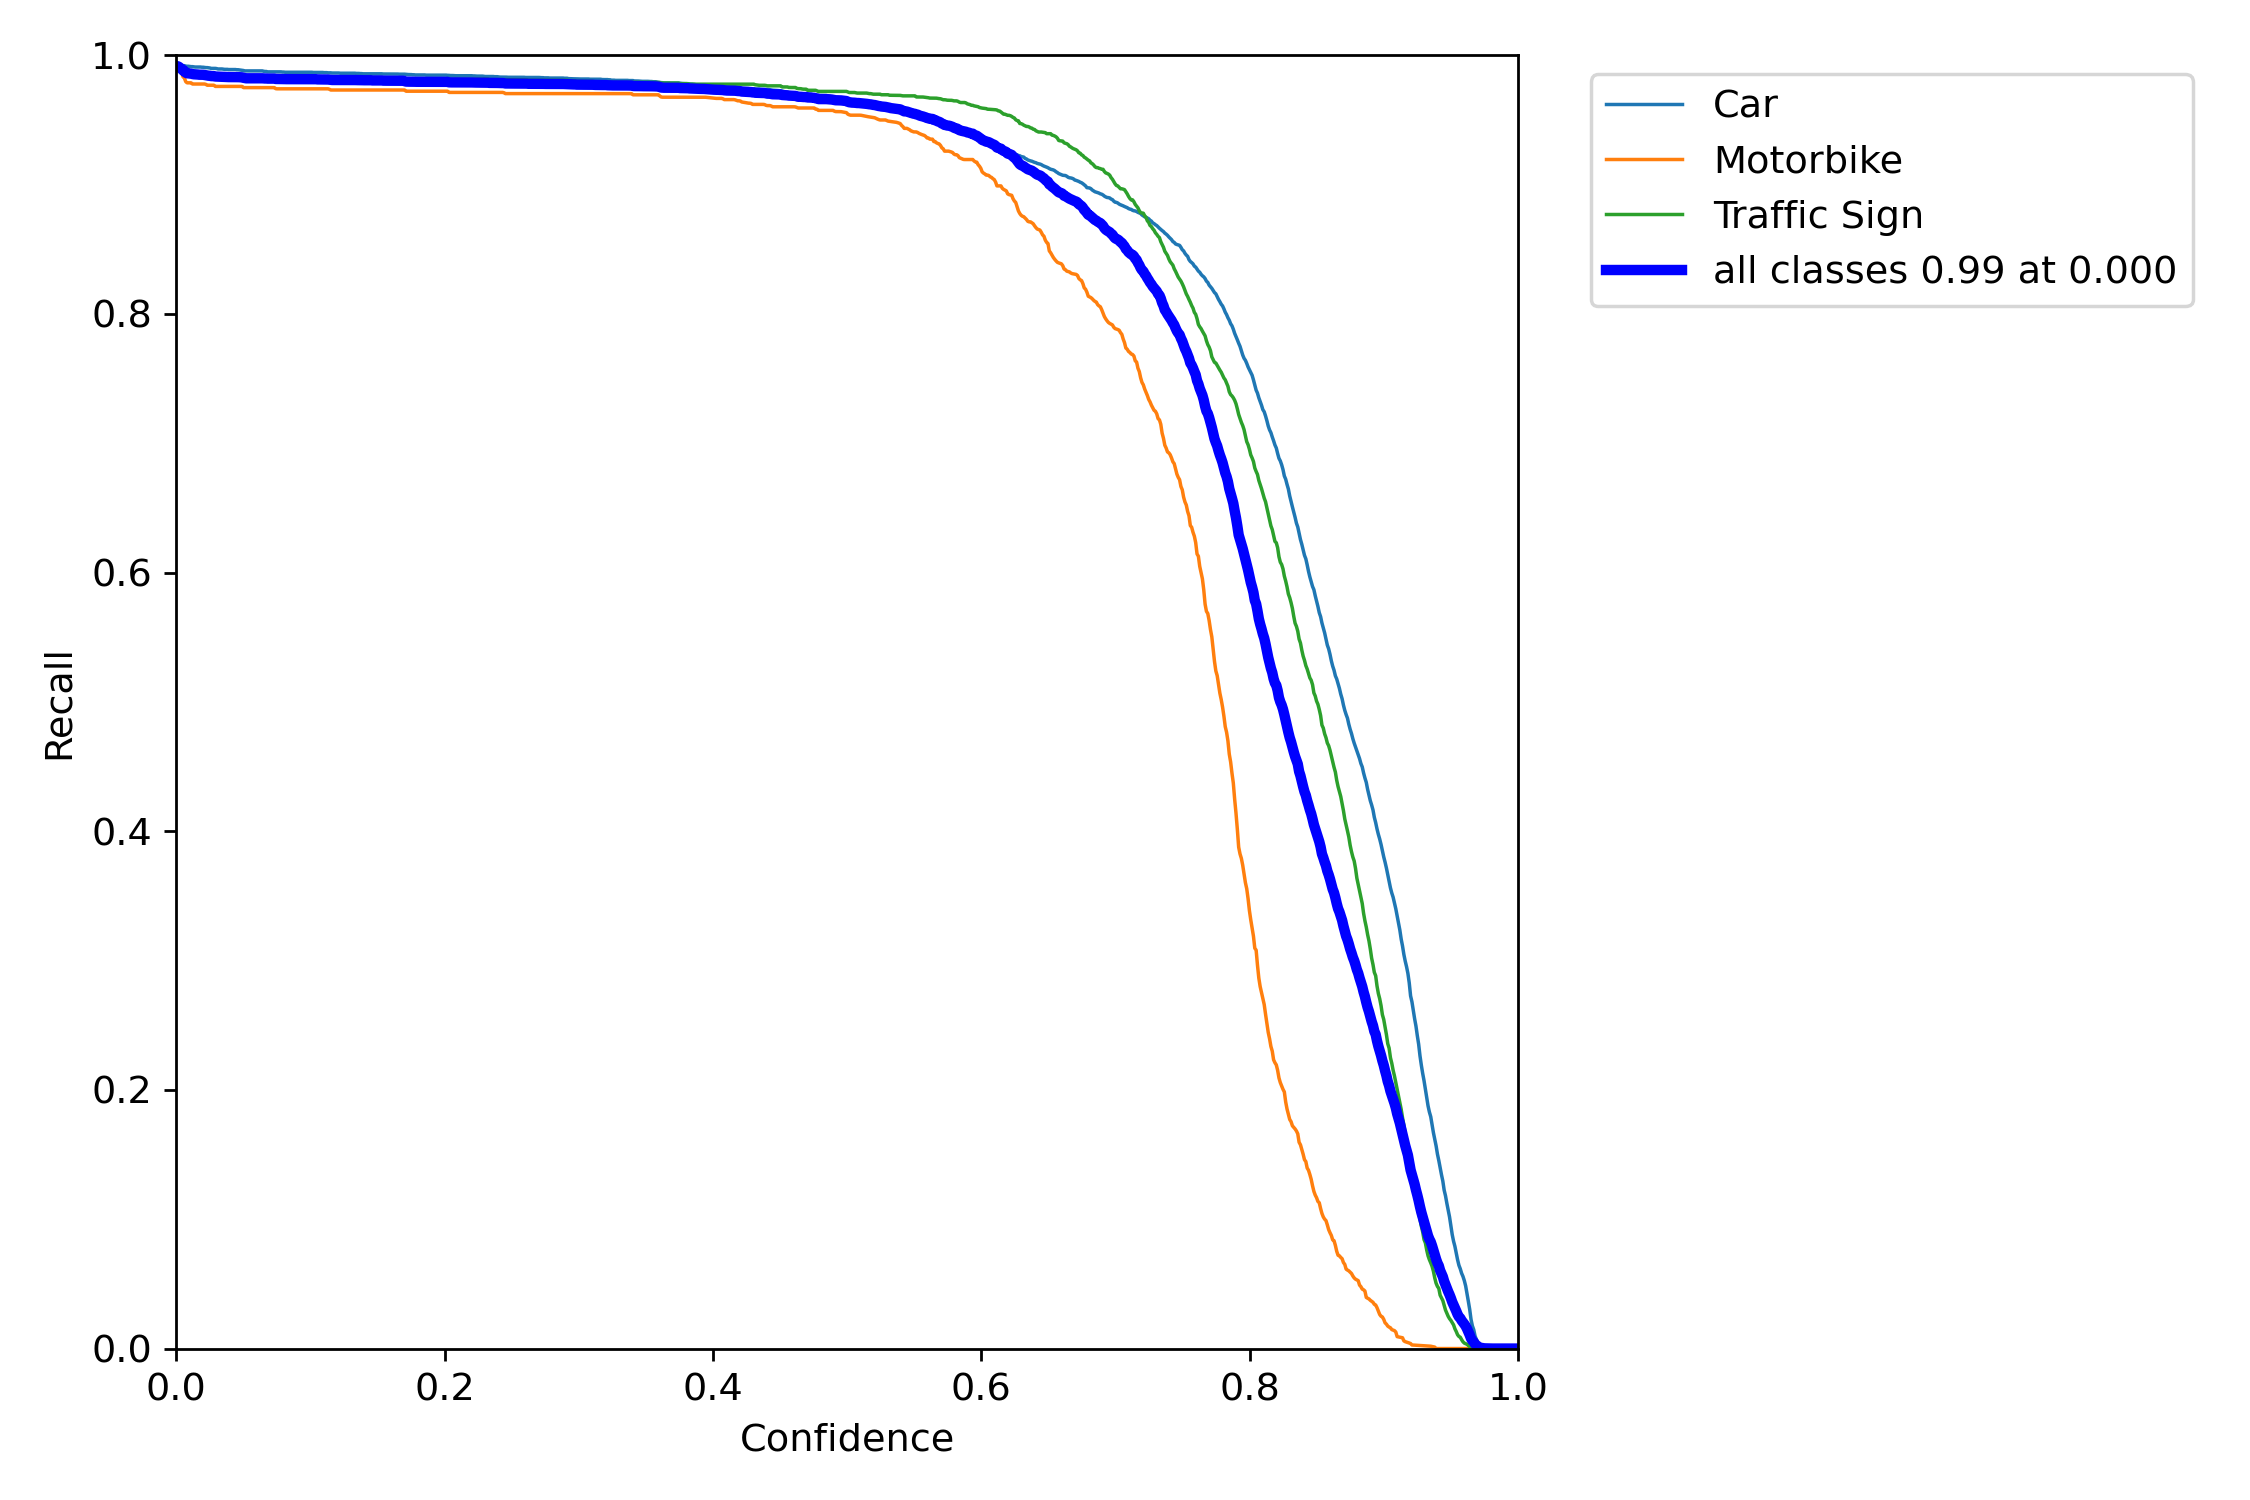 1.0
0.8
0.6
0.4
0.2
0.0
Recall
0.0 0.2 0.4 0.6 0.8 1.0
Confidence
Car
Motorbike
Traffic Sign
all classes 0.99 at 0.000